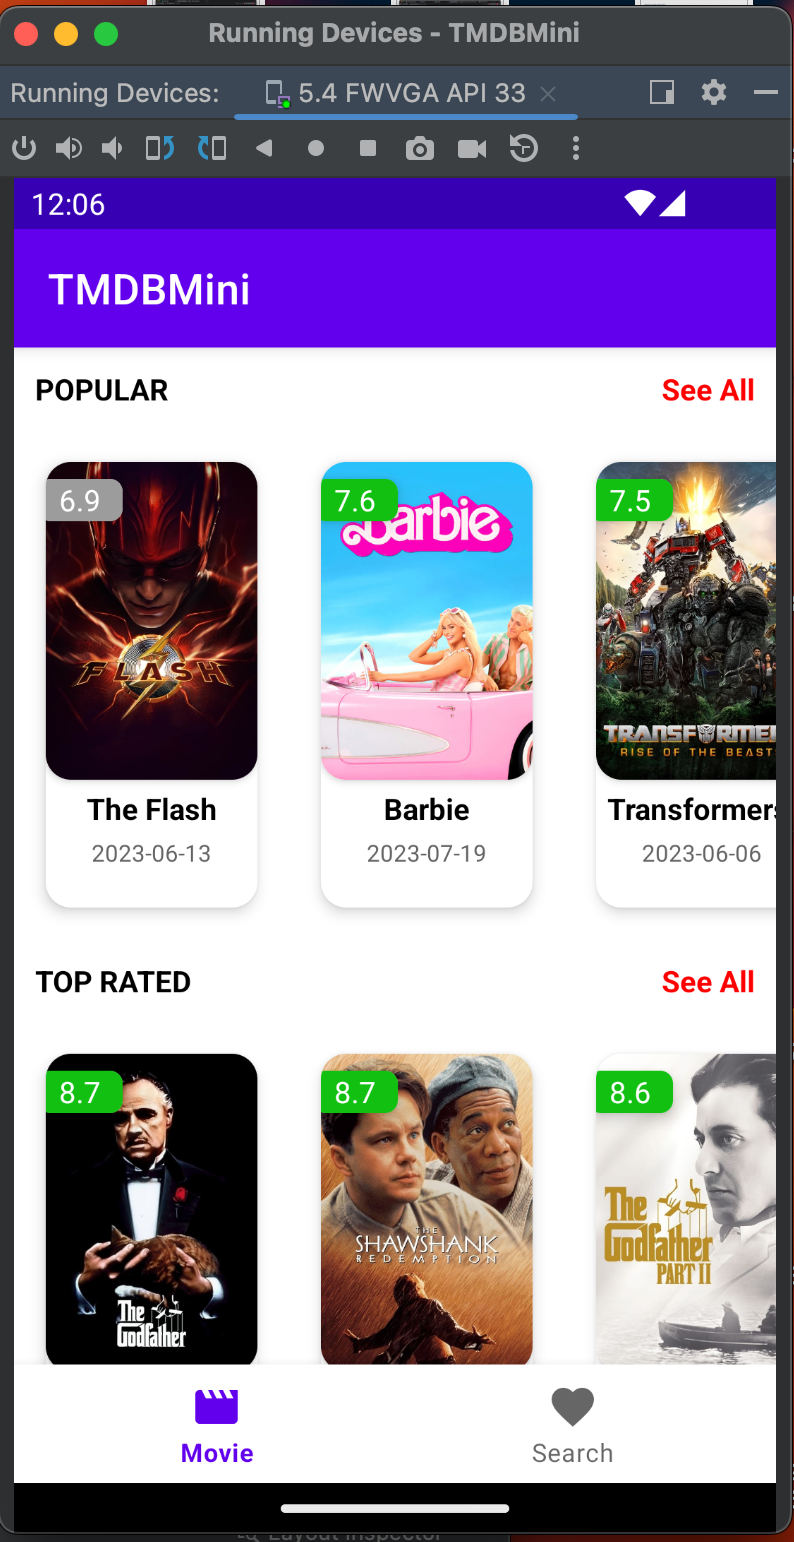 Running Devices - TMDBMini
Running Devices: 5.4 FWVGA API 33
12:06
TMDBMini
POPULAR See All
6.9 7.6 7.5
Barbie
FLASH
TRANSFORME
RISE OF THE BEAST
The Flash Barbie Transformers
2023-06-13 2023-07-19 2023-06-06
TOP RATED See All
8.7 8.7 8.6
The Godfather
THE SHAWSHANK REDEMPTION
The Godfather PART II
Movie Search
Layout Inspector